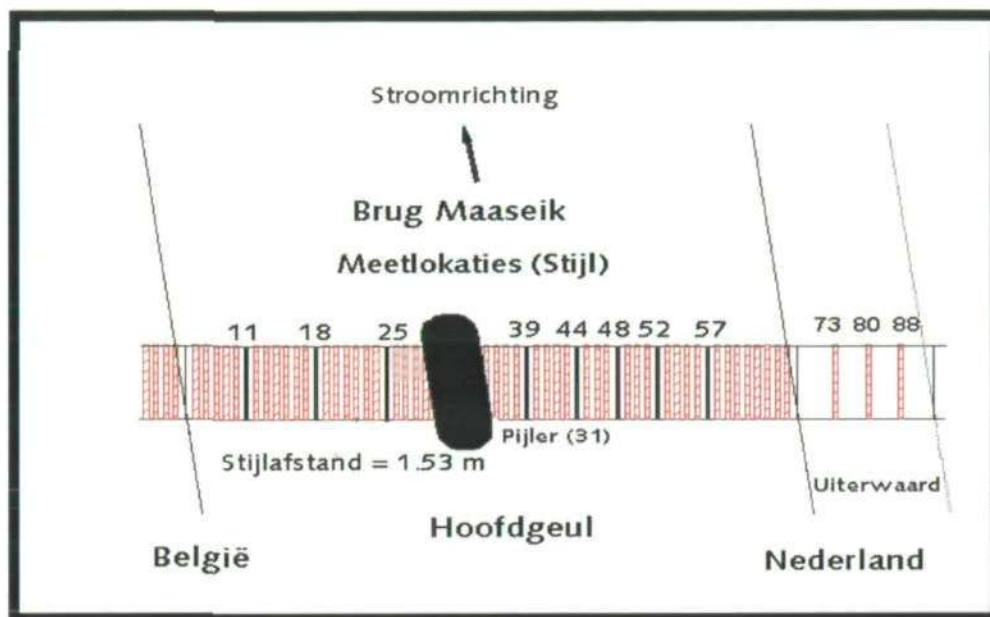 Stroomrichting
Brug Maaseik
Meetlokaties (Stijl)
11 18 25 39 44 48 52 57 73 80 88
Pijler (31)
Stijlafstand = 1.53 m
Uiterwaard
Hoofdgeul
België
Nederland